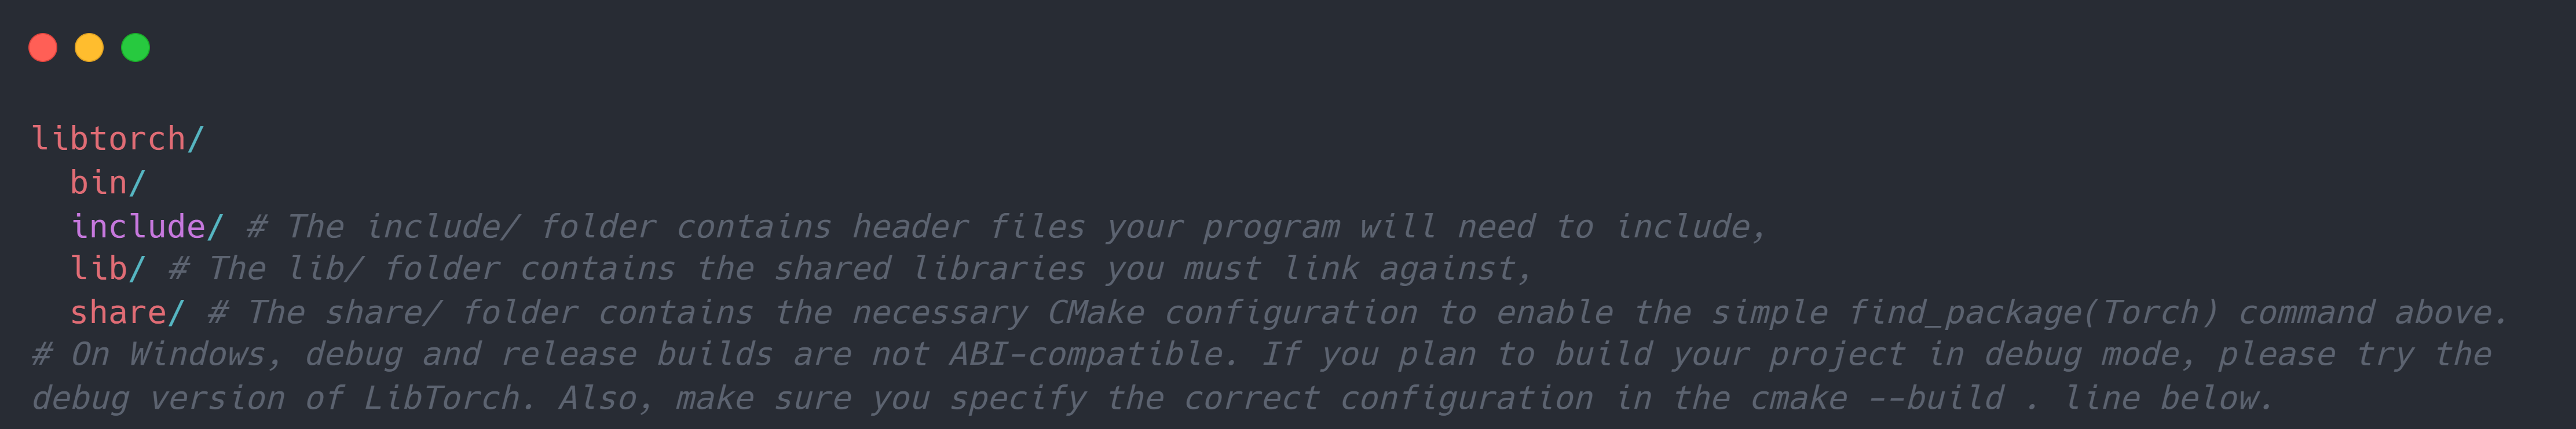 libtorch/
  bin/
  include/ # The include/ folder contains header files your program will need to include,
  lib/ # The lib/ folder contains the shared libraries you must link against,
  share/ # The share/ folder contains the necessary CMake configuration to enable the simple find_package(Torch) command above.
# On Windows, debug and release builds are not ABI-compatible. If you plan to build your project in debug mode, please try the
debug version of LibTorch. Also, make sure you specify the correct configuration in the cmake --build . line below.